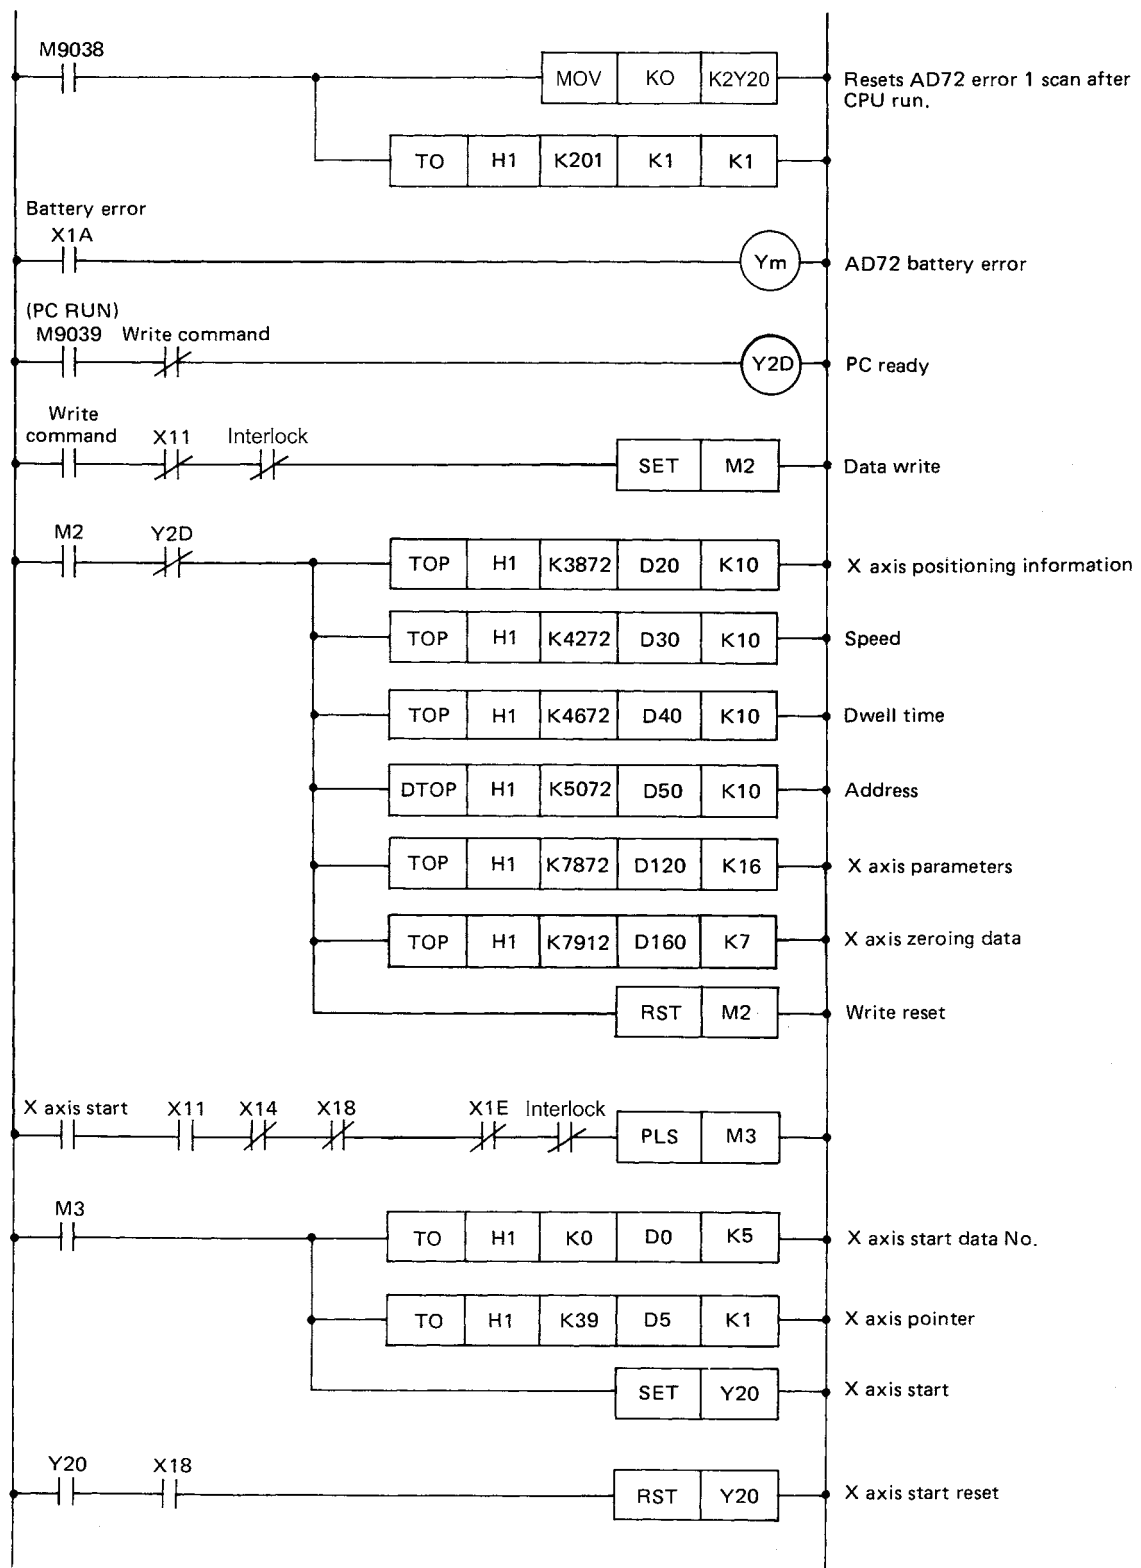 M9038
MOV KO K2Y20
Resets AD72 error 1 scan after
CPU run.
TO H1 K201 K1 K1
Battery error
X1A
Ym
AD72 battery error
(PC RUN)
M9039 Write command
Y2D
PC ready
Write
command X11 Interlock
SET M2
Data write
M2 Y2D
TOP H1 K3872 D20 K10
X axis positioning information
TOP H1 K4272 D30 K10
Speed
TOP H1 K4672 D40 K10
Dwell time
DTOP H1 K5072 D50 K10
Address
TOP H1 K7872 D120 K16
X axis parameters
TOP H1 K7912 D160 K7
X axis zeroing data
RST M2
Write reset
X axis start X11 X14 X18 X1E Interlock
PLS M3
M3
TO H1 K0 D0 K5
X axis start data No.
TO H1 K39 D5 K1
X axis pointer
SET Y20
X axis start
Y20 X18
RST Y20
X axis start reset